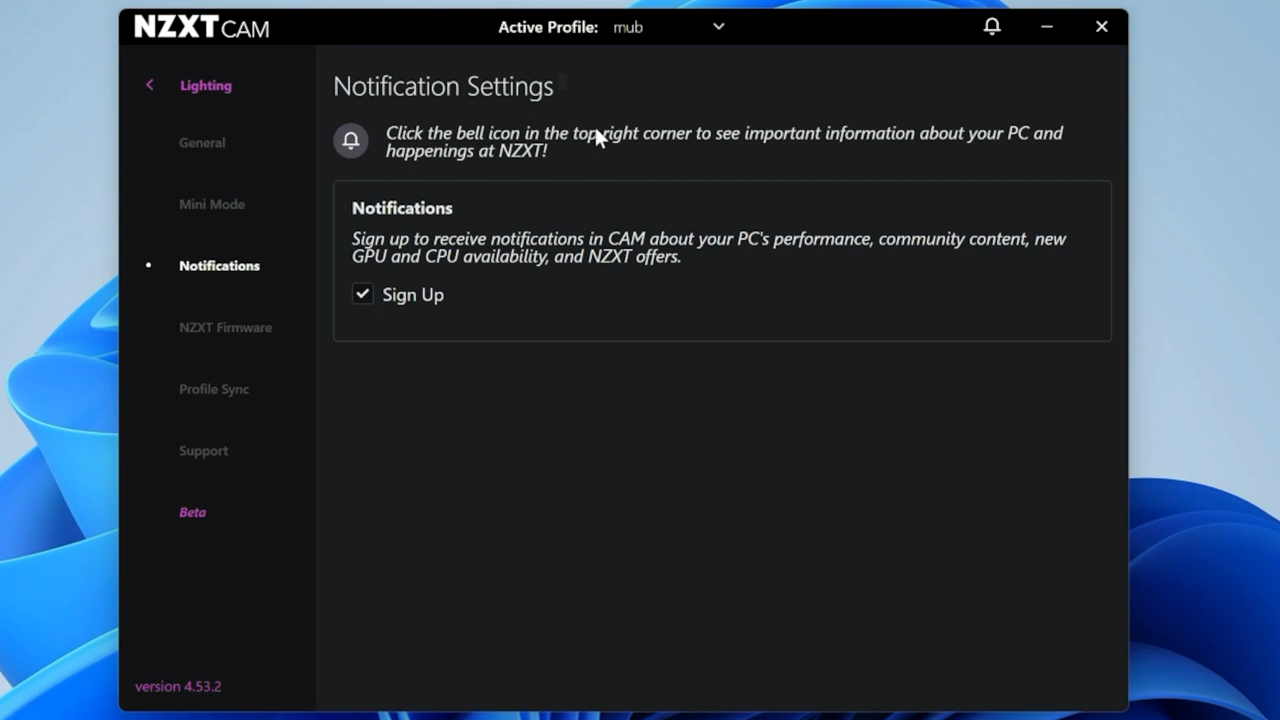 NZXT CAM
Active Profile: mub
Lighting
General
Mini Mode
Notifications
NZXT Firmware
Profile Sync
Support
Beta
version 4.53.2
Notification Settings
Click the bell icon in the top right corner to see important information about your PC and
happenings at NZXT!
Notifications
Sign up to receive notifications in CAM about your PC's performance, community content, new
GPU and CPU availability, and NZXT offers.
Sign Up